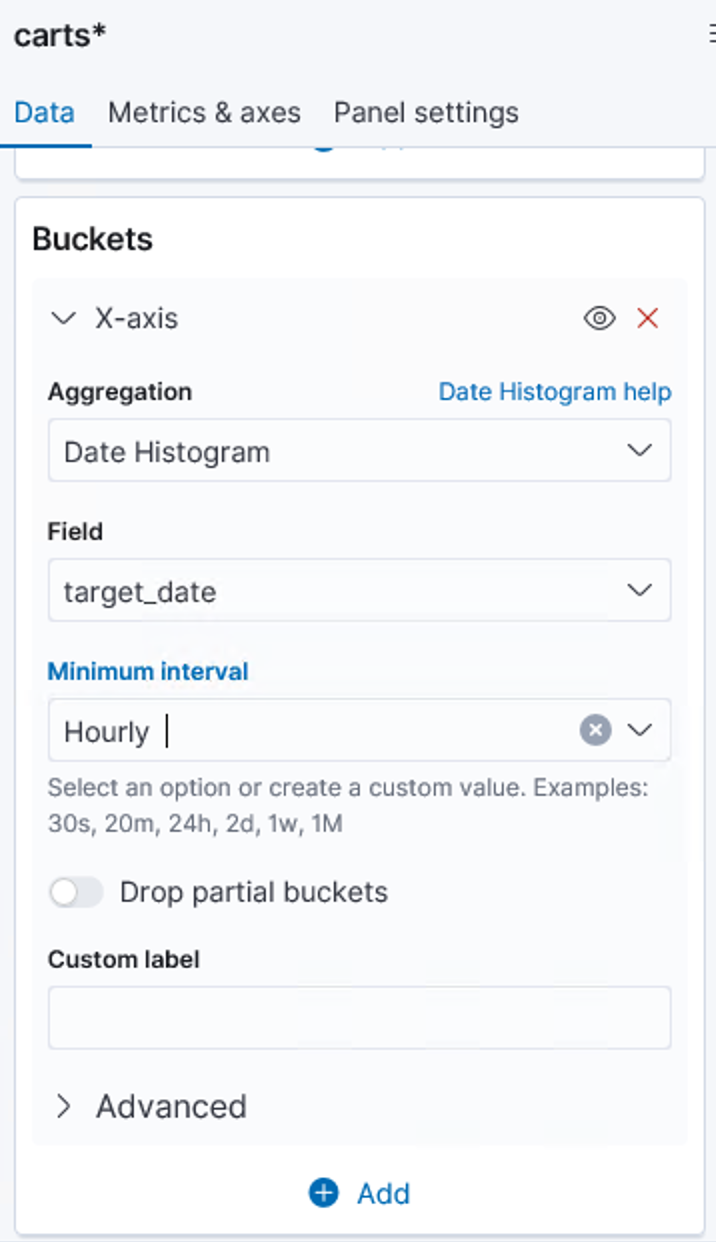 carts*
Data Metrics & axes Panel settings
Buckets
X-axis
Aggregation Date Histogram help
Date Histogram
Field
target_date
Minimum interval
Hourly
Select an option or create a custom value. Examples:
30s, 20m, 24h, 2d, 1w, 1M
Drop partial buckets
Custom label
Advanced
Add